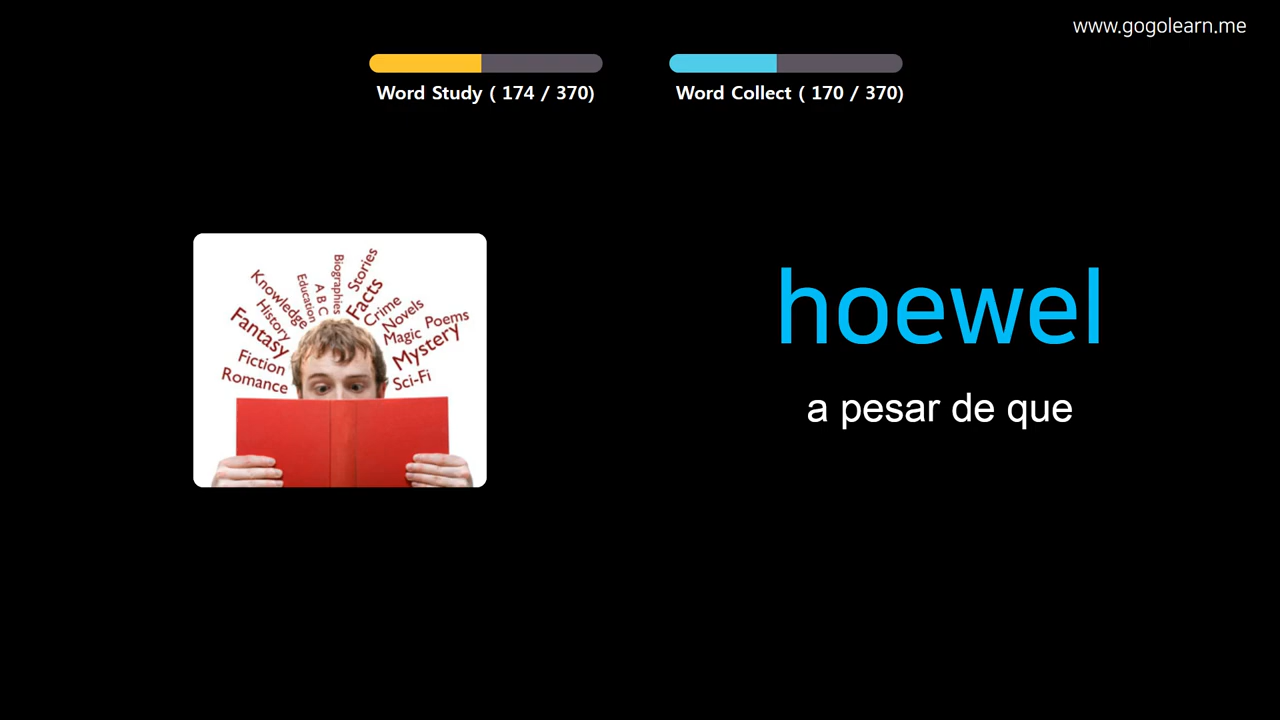 www.gogolearn.me
Word Study ( 174 / 370)
Word Collect ( 170 / 370)
Knowledge
History
Fantasy
Fiction
Romance
Education
A B C
Biographies
Stories
Facts
Crime
Novels
Magic
Poems
Mystery
Sci-Fi
hoewel
a pesar de que